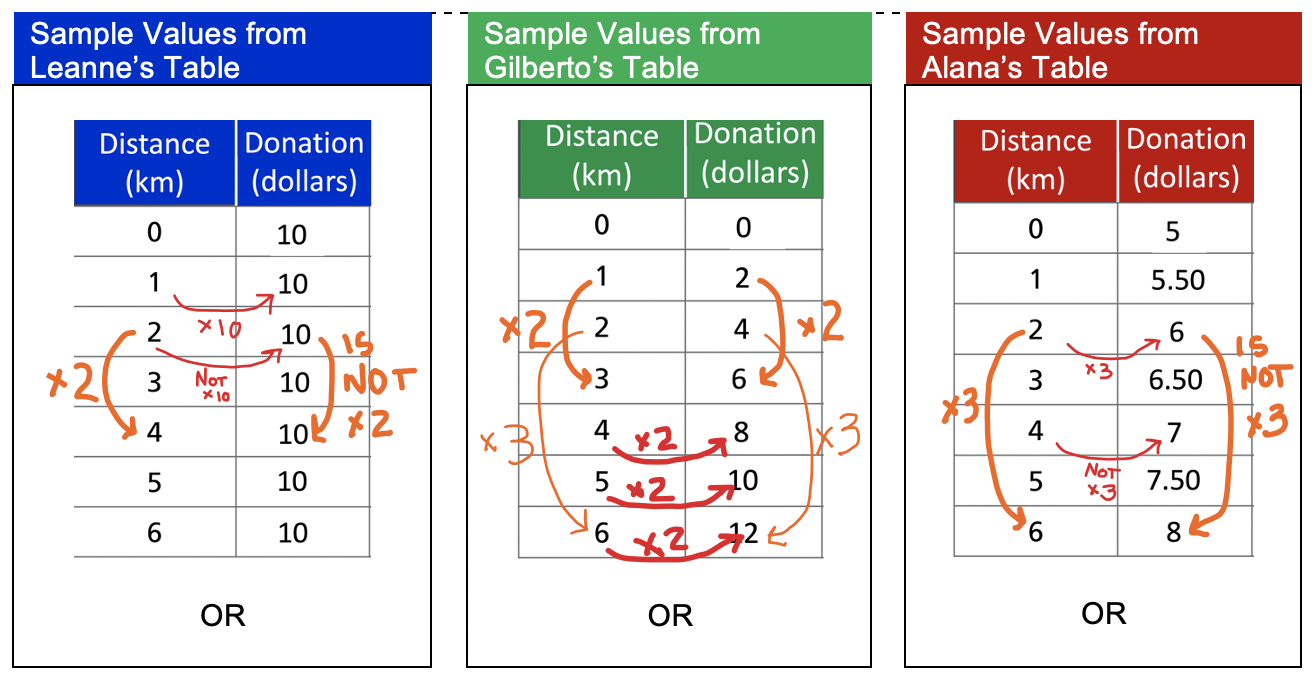 Sample Values from
Leanne’s Table
Distance
(km)
Donation
(dollars)
0 10
1 10
×10
2 10
Not
×10
3 10
4 10
5 10
6 10
×2
IS
NOT
×2
OR
Sample Values from
Gilberto’s Table
Distance
(km)
Donation
(dollars)
0 0
1 2
2 4
3 6
4 ×2 8
5 ×2 10
6 ×2 12
×2
×2
×3
×3
OR
Sample Values from
Alana’s Table
Distance
(km)
Donation
(dollars)
0 5
1 5.50
2 6
×3
3 6.50
4 7
Not
×3
5 7.50
6 8
×3
IS
NOT
×3
OR